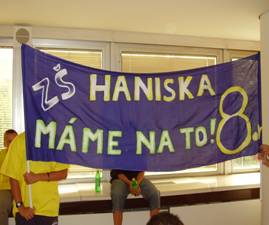 ZŠ HANISKA
MÁME NA TO! 8.